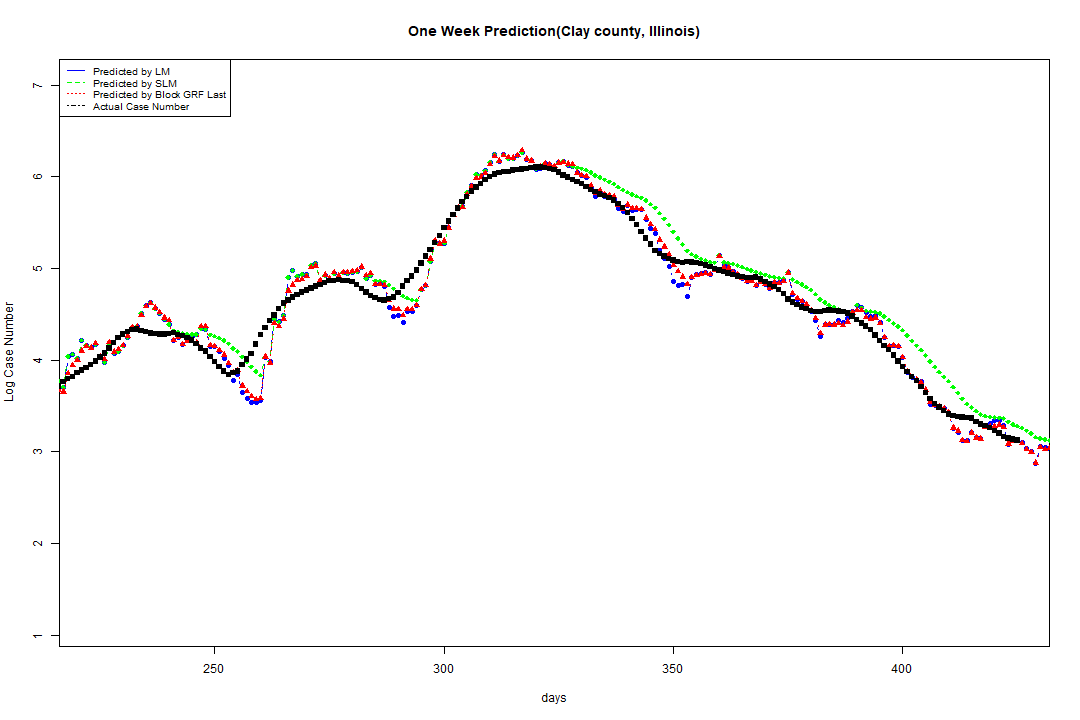 One Week Prediction(Clay county, Illinois)
Predicted by LM
Predicted by SLM
Predicted by Block GRF Last
Actual Case Number
Log Case Number
7
6
5
4
3
2
1
250 300 350 400
days